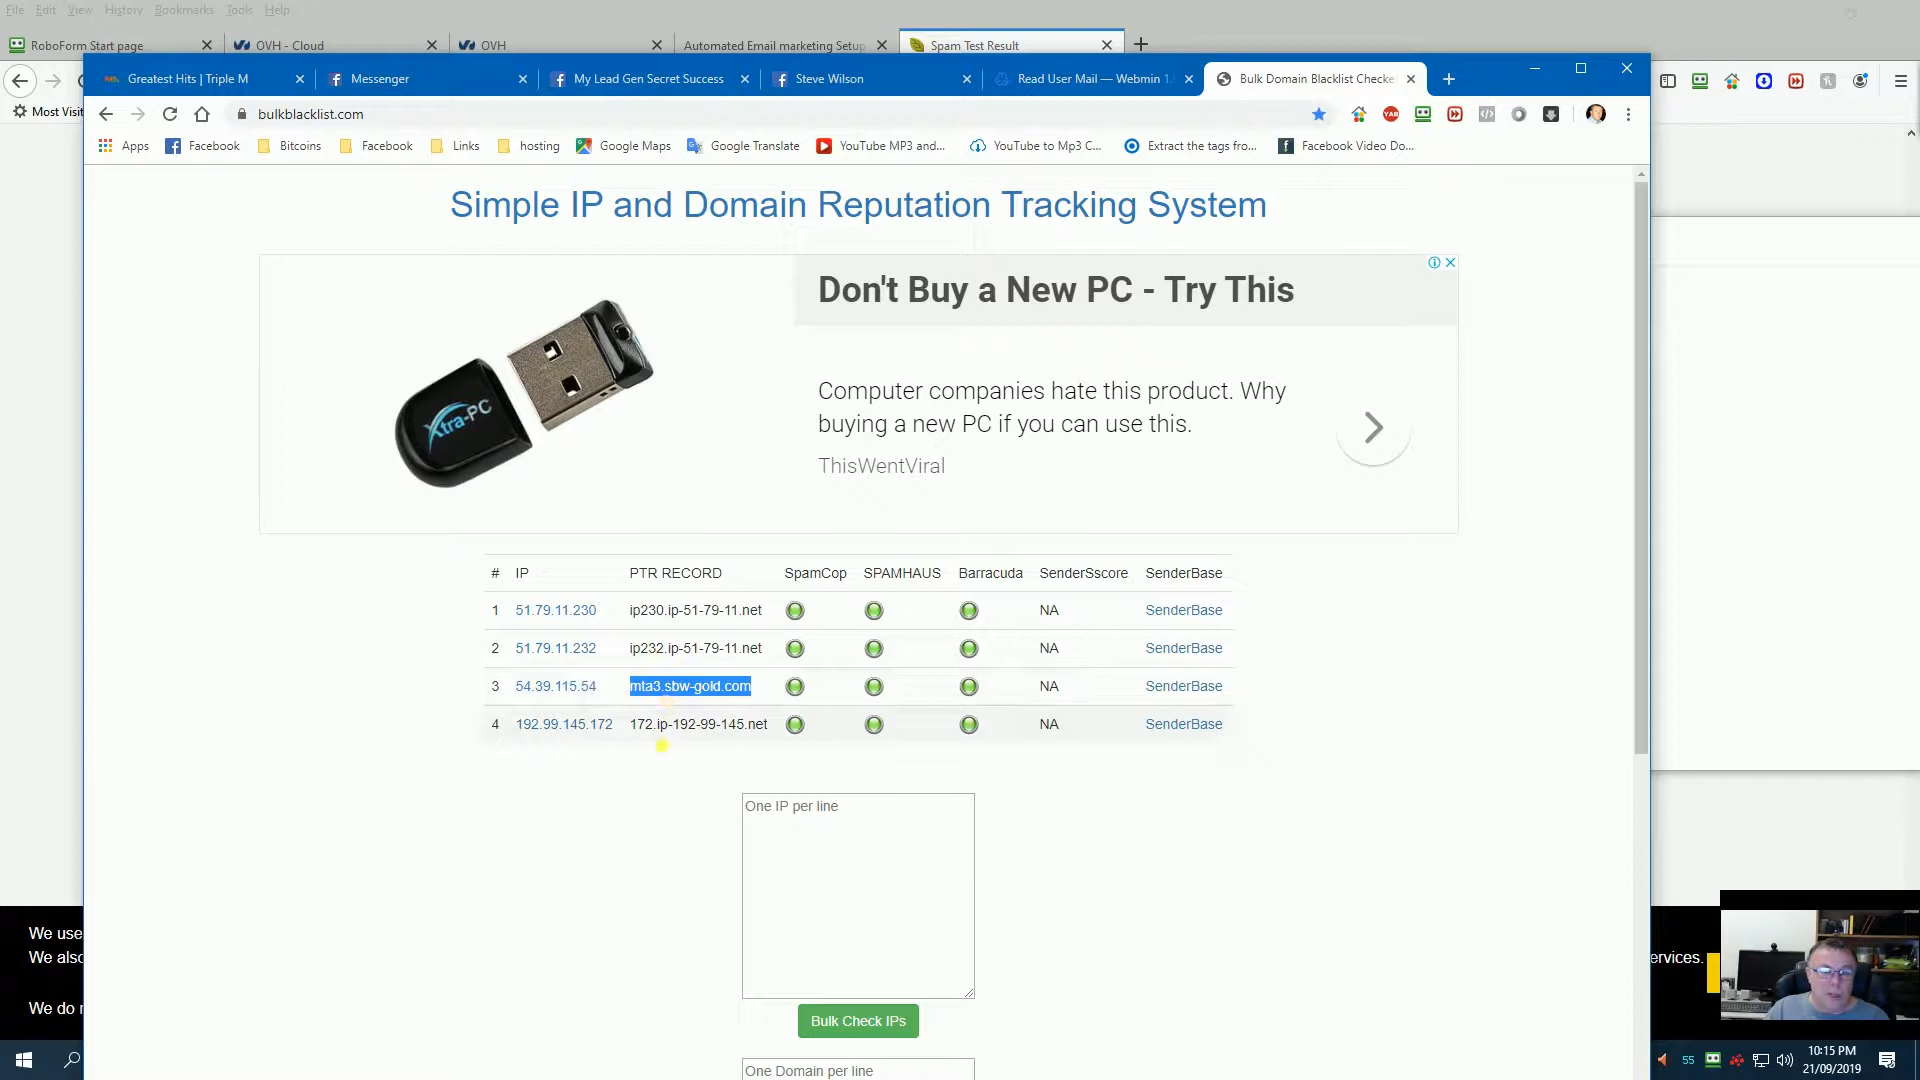 File Edit View History Bookmarks Tools Help
RoboForm Start page
OVH - Cloud
OVH
Automated Email marketing Setup
Spam Test Result
Greatest Hits | Triple M
Messenger
My Lead Gen Secret Success
Steve Wilson
Read User Mail — Webmin 1.
Bulk Domain Blacklist Checke
Most Visit
bulkblacklist.com
Apps Facebook Bitcoins Facebook Links hosting Google Maps Google Translate YouTube MP3 and... YouTube to Mp3 C... Extract the tags fro... Facebook Video Do...
Simple IP and Domain Reputation Tracking System
Don't Buy a New PC - Try This
Computer companies hate this product. Why
buying a new PC if you can use this.
ThisWentViral
Xtra-PC
# IP PTR RECORD SpamCop SPAMHAUS Barracuda SenderSscore SenderBase
1 51.79.11.230 ip230.ip-51-79-11.net NA SenderBase
2 51.79.11.232 ip232.ip-51-79-11.net NA SenderBase
3 54.39.115.54 mta3.sbw-gold.com NA SenderBase
4 192.99.145.172 172.ip-192-99-145.net NA SenderBase
One IP per line
Bulk Check IPs
One Domain per line
We use
We also
ervices.
We do
55
10:15 PM
21/09/2019